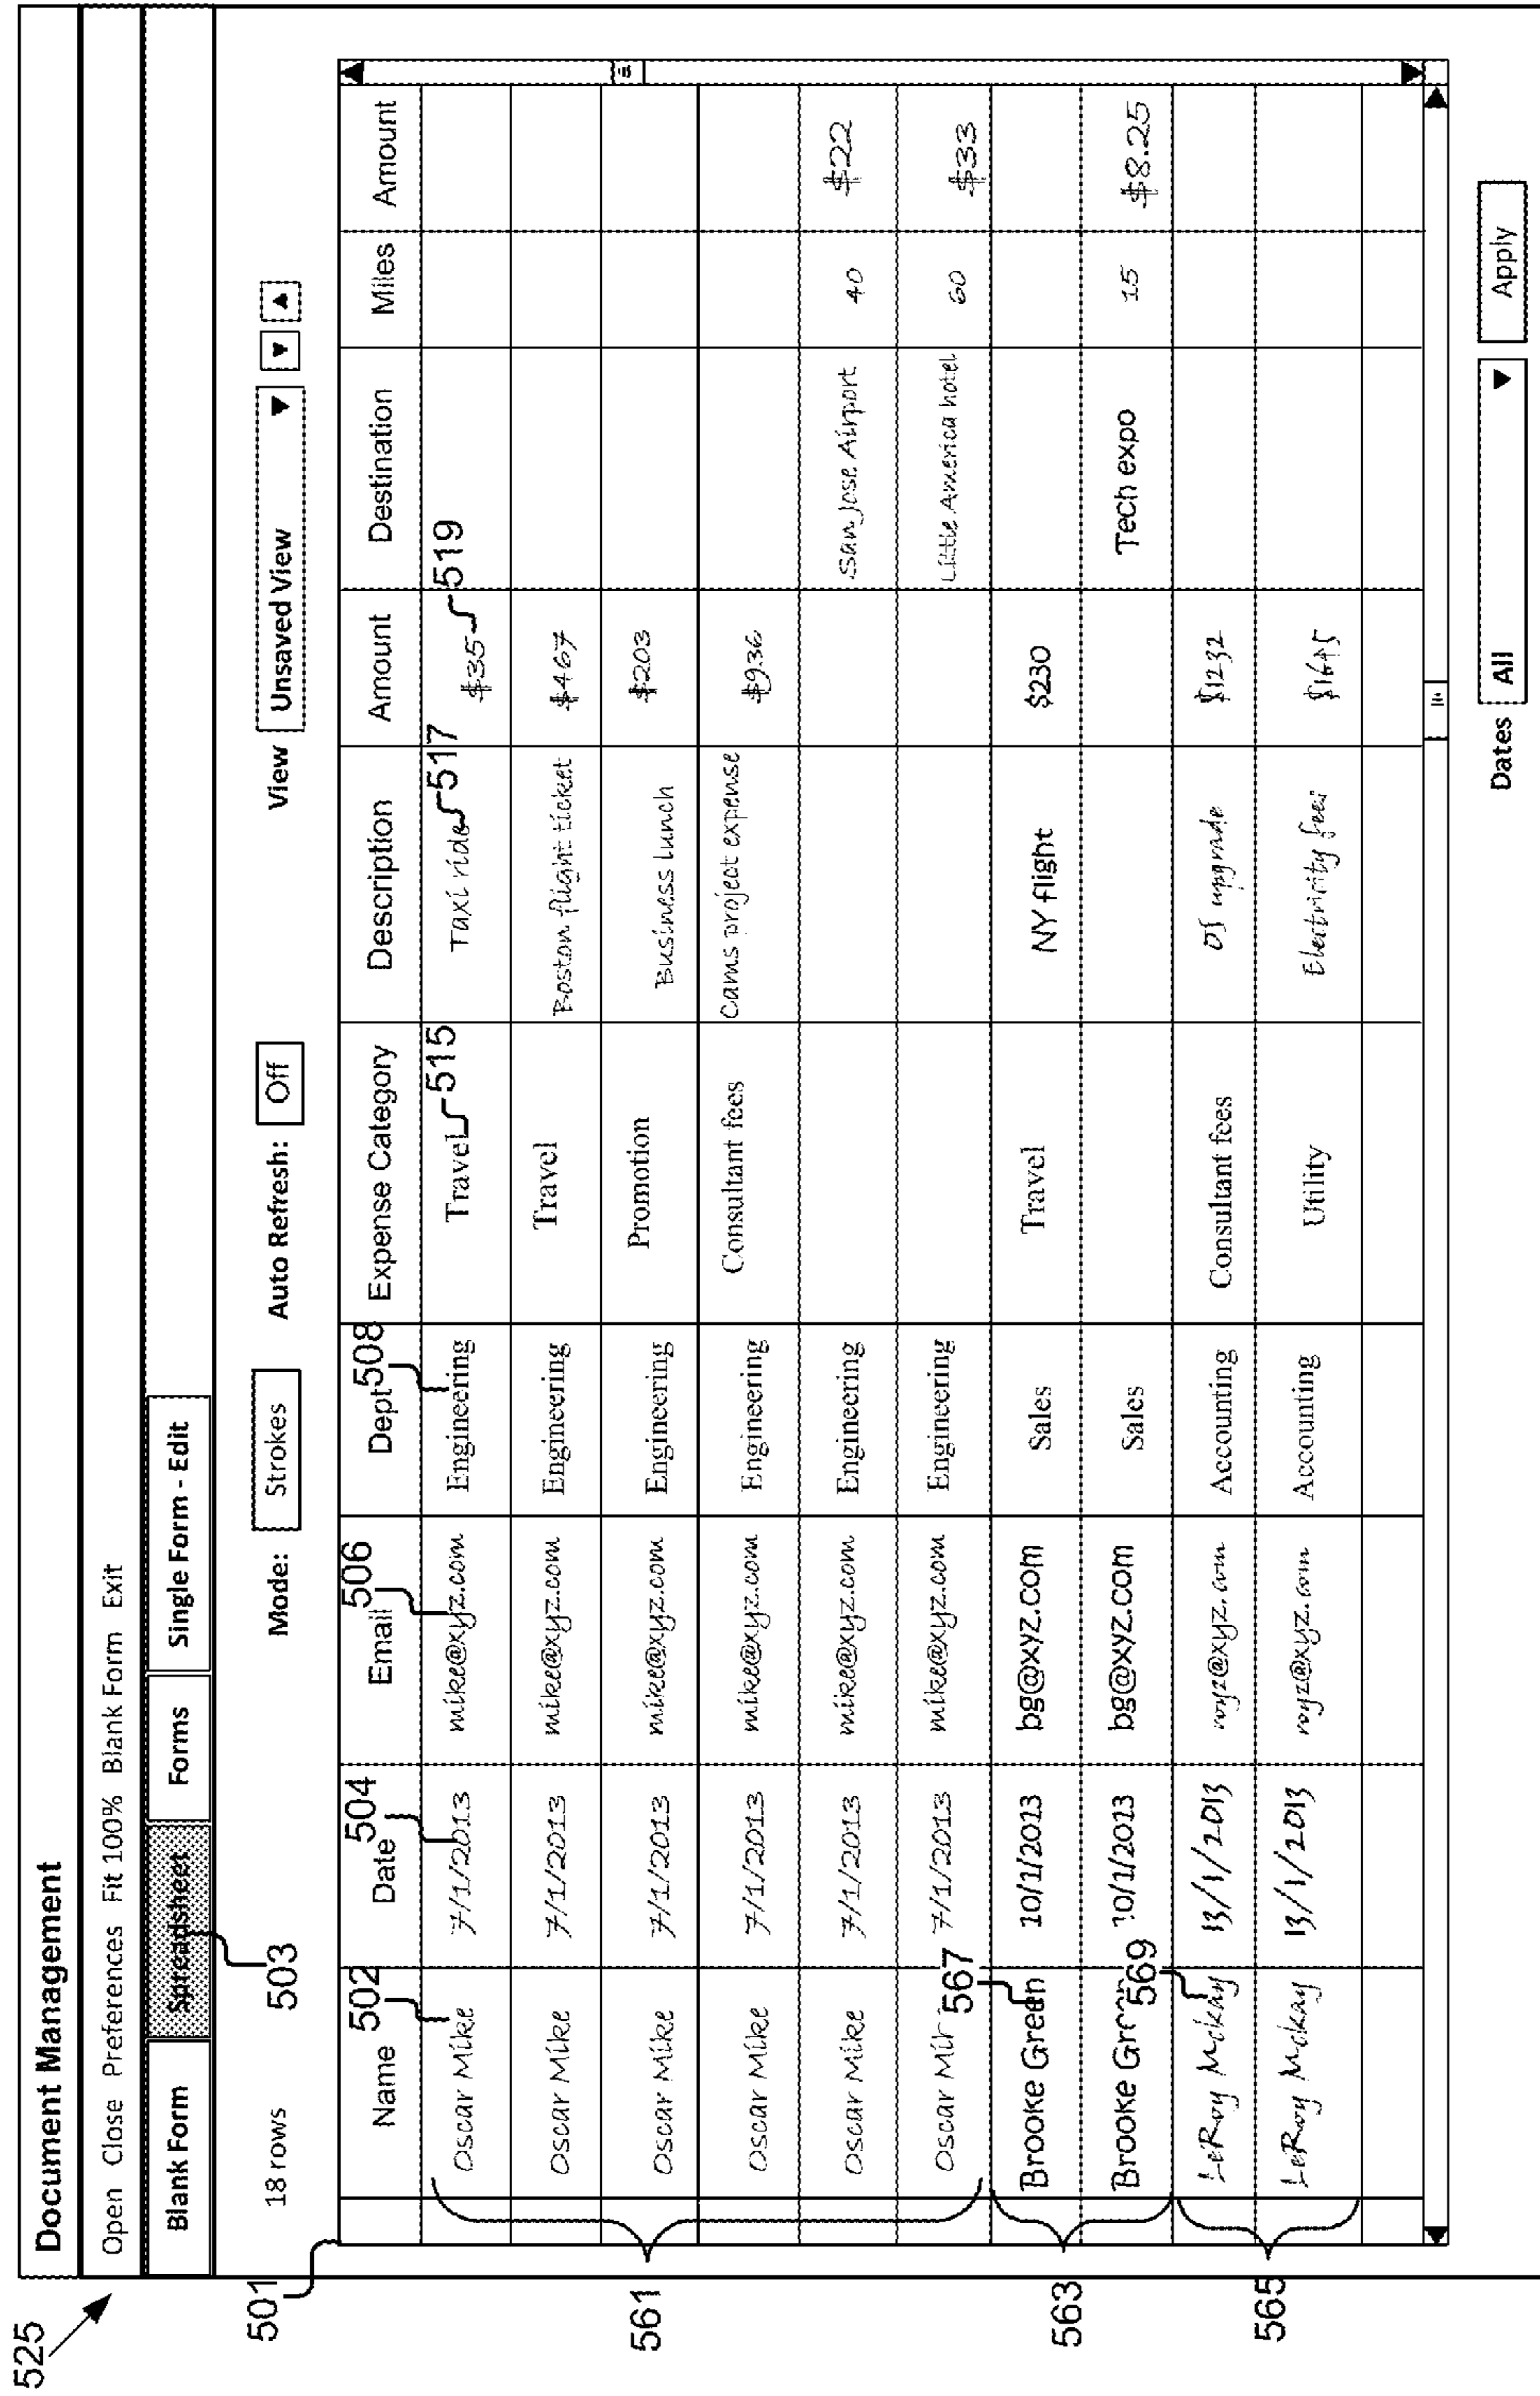 525
Document Management
Open Close Preferences Fit 100% Blank Form Exit
Blank Form Spreadsheet Forms Single Form - Edit
503
501
18 rows Mode: Strokes Auto Refresh: Off View Unsaved View
Name 502 Date 504 Email 506 Dept 508 Expense Category Description Amount Destination Miles Amount
561
Oscar Mike 7/1/2013 mike@xyz.com Engineering Travel 515 Taxi ride 517 $35 519
Oscar Mike 7/1/2013 mike@xyz.com Engineering Travel Boston flight ticket $467
Oscar Mike 7/1/2013 mike@xyz.com Engineering Promotion Business lunch $203
Oscar Mike 7/1/2013 mike@xyz.com Engineering Consultant fees Cams project expense $936
Oscar Mike 7/1/2013 mike@xyz.com Engineering San Jose Airport 40 $22
Oscar 7/1/2013 mike@xyz.com Engineering Little America hotel 60 $33
567
563
Brooke Green 10/1/2013 bg@xyz.com Sales Travel NY flight $230
Brooke 10/1/2013 bg@xyz.com Sales Tech expo 15 $8.25
569
565
LeRoy Mckay 13/1/2013 @xyz.com Accounting Consultant fees OS upgrade $1232
LeRoy Mckay 13/1/2013 @xyz.com Accounting Utility Electricity fees
Dates All Apply